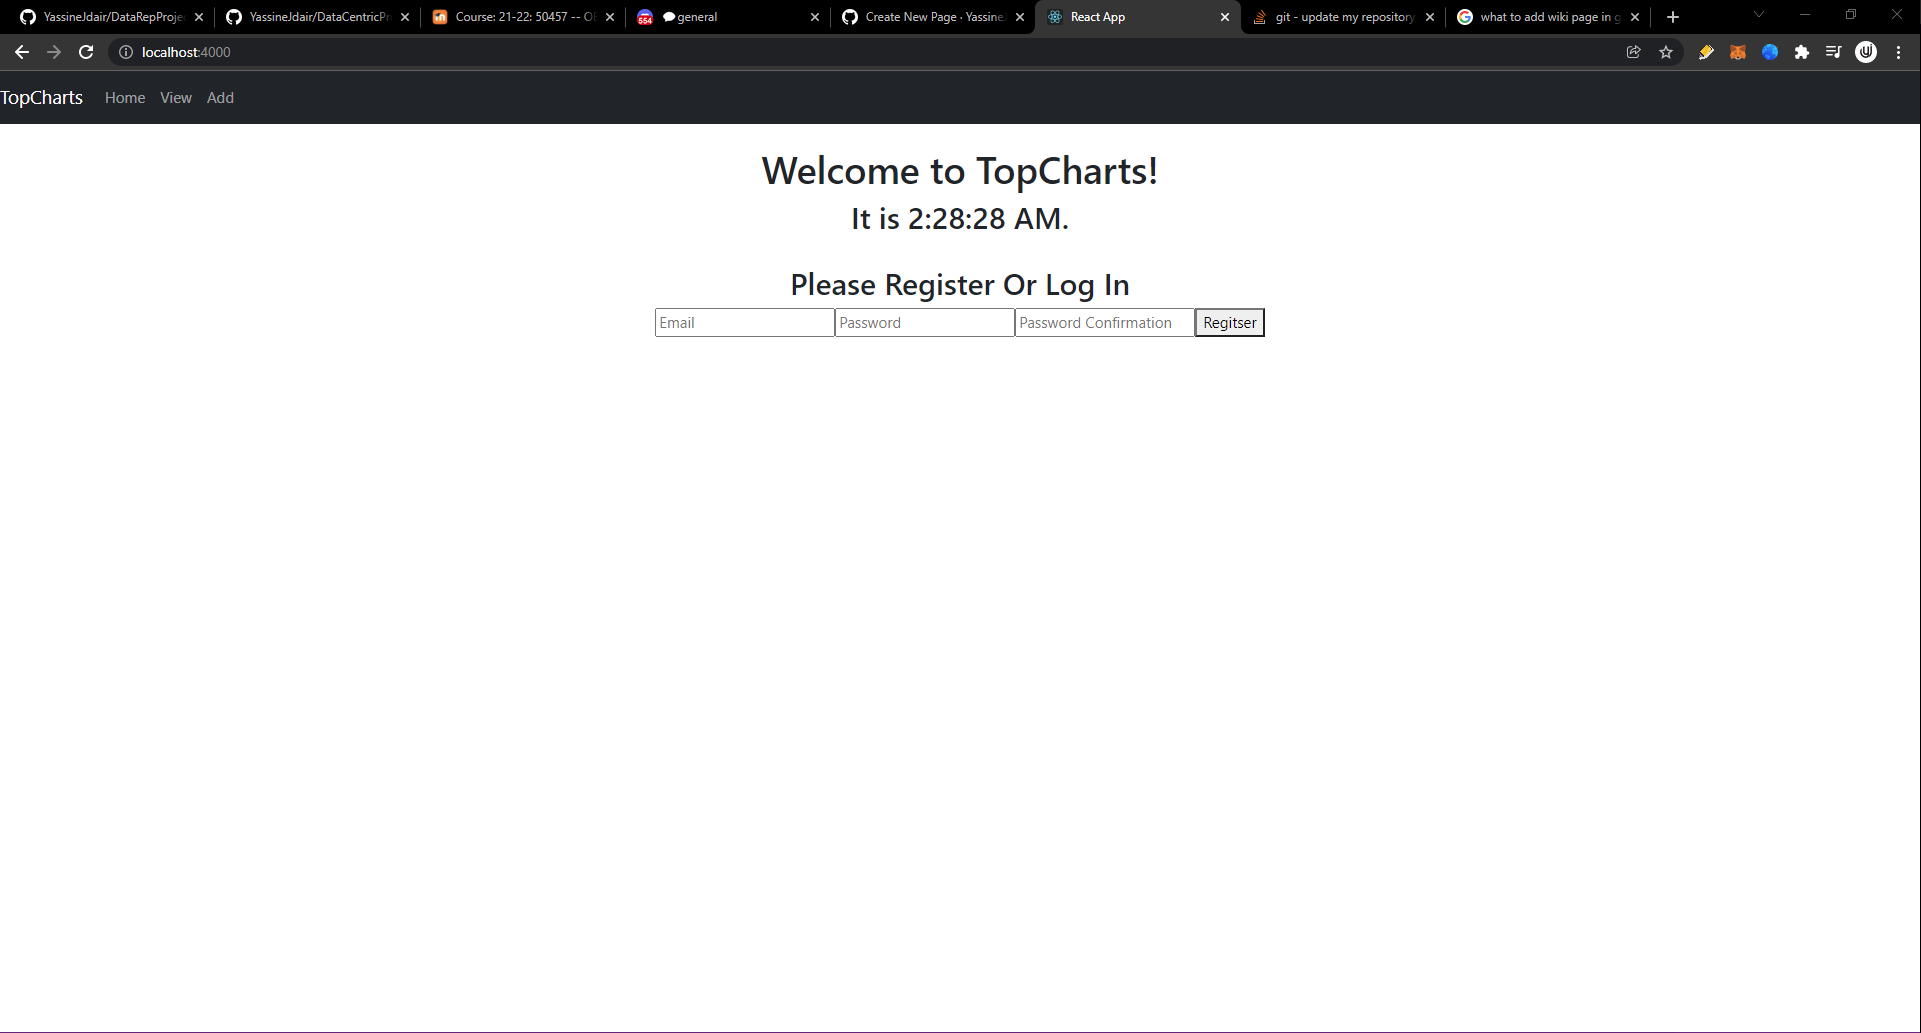 YassineJdair/DataRepProje
YassineJdair/DataCentricPr
Course: 21-22: 50457 -- O
554
general
Create New Page · Yassine
React App
git - update my repository
what to add wiki page in g
localhost:4000
TopCharts Home View Add
Welcome to TopCharts!
It is 2:28:28 AM.
Please Register Or Log In
Email Password Password Confirmation Regitser